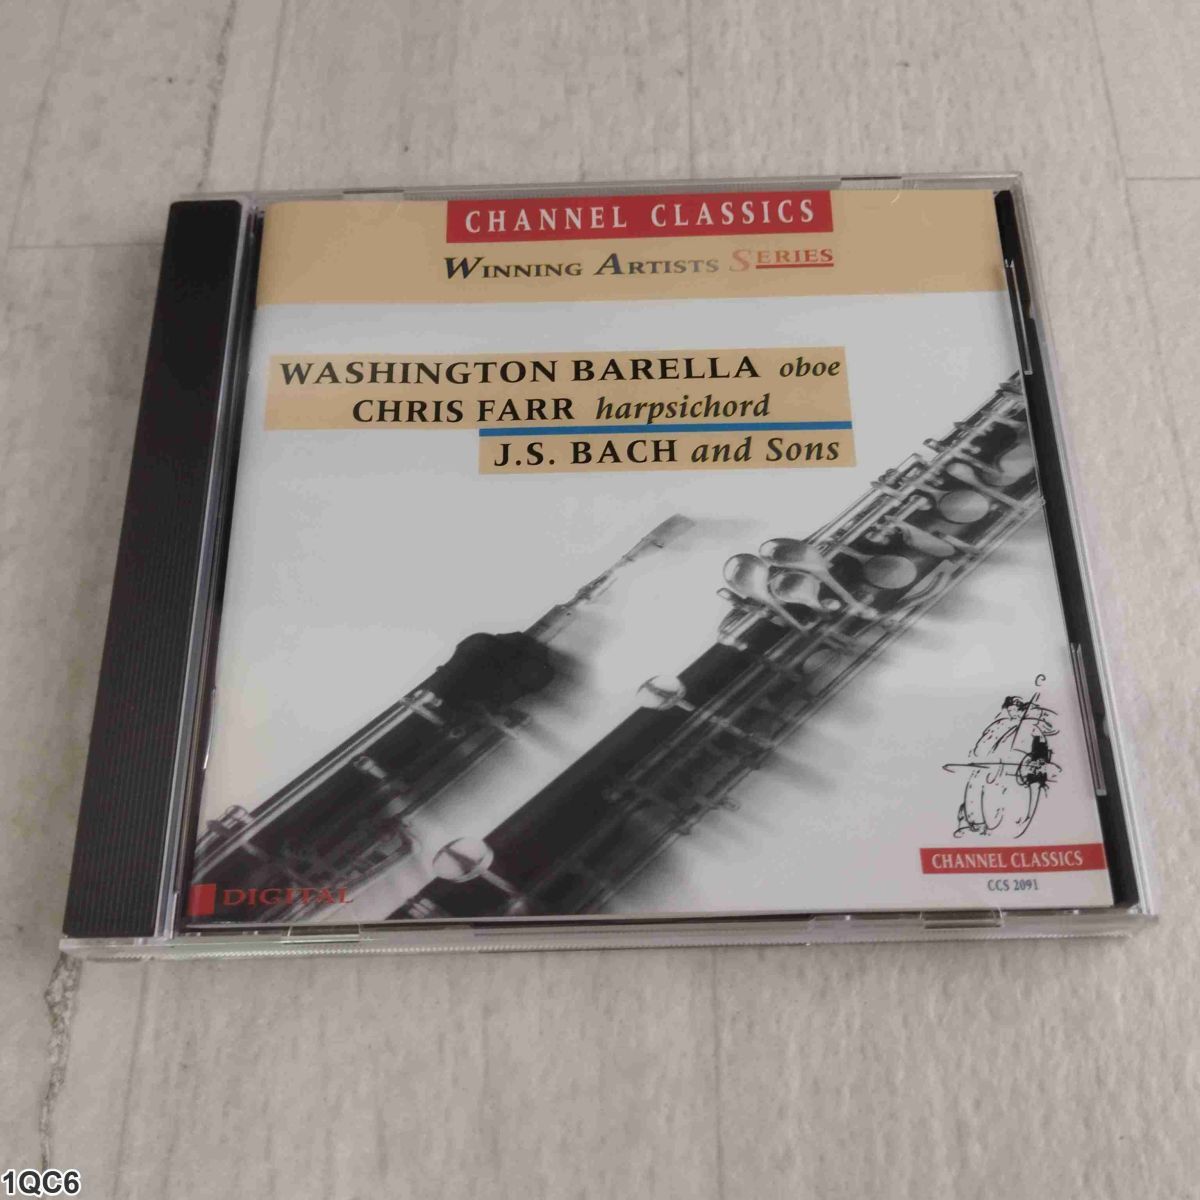 CHANNEL CLASSICS
WINNING ARTISTS SERIES
WASHINGTON BARELLA oboe
CHRIS FARR harpsichord
J.S. BACH and Sons
C
CHANNEL CLASSICS
CCS 2091
DIGITAL
1QC6